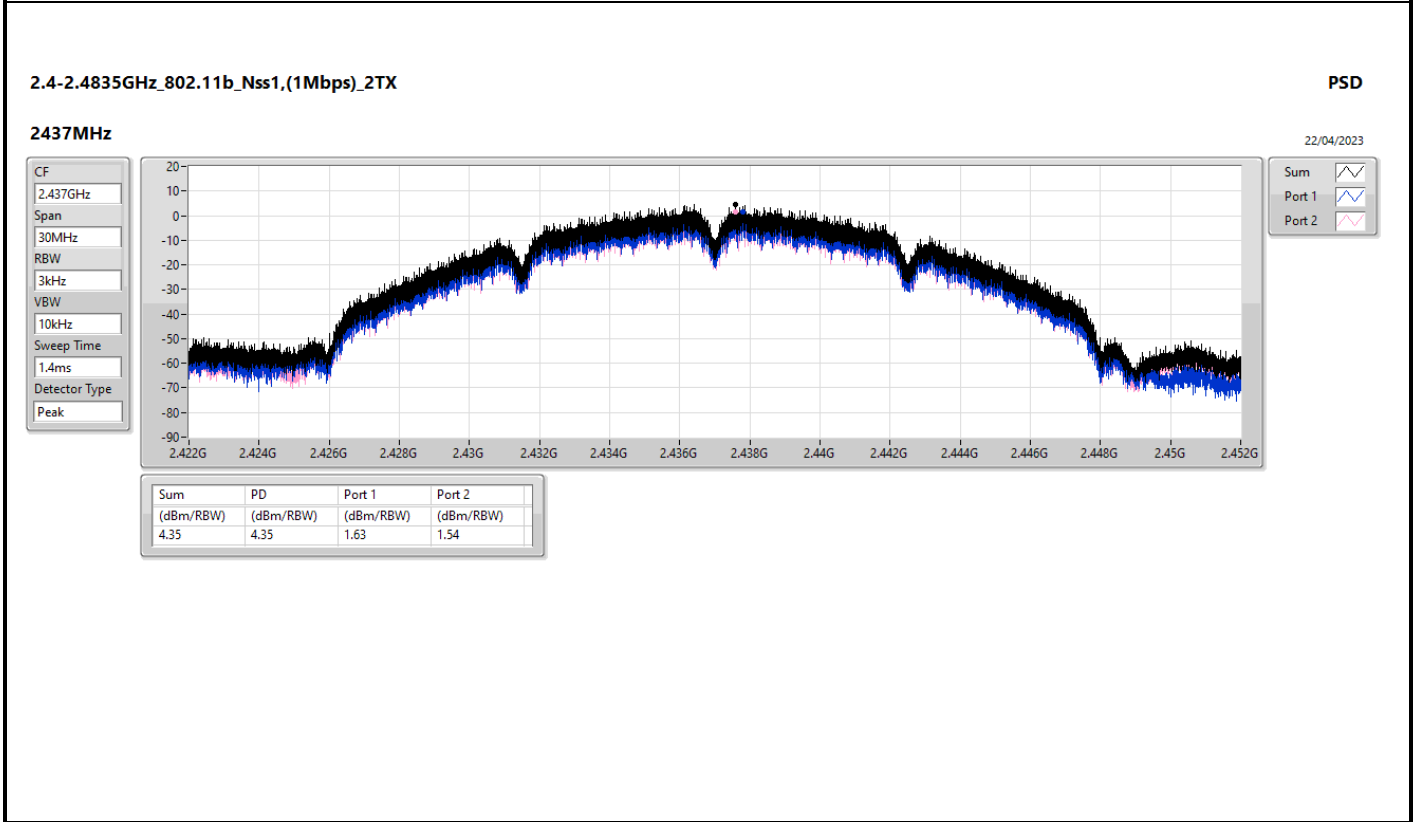 2.4-2.4835GHz_802.11b_Nss1,(1Mbps)_2TX
PSD
2437MHz
22/04/2023
CF
2.437GHz
Span
30MHz
RBW
3kHz
VBW
10kHz
Sweep Time
1.4ms
Detector Type
Peak
20
10
0
-10
-20
-30
-40
-50
-60
-70
-80
-90
2.422G 2.424G 2.426G 2.428G 2.43G 2.432G 2.434G 2.436G 2.438G 2.44G 2.442G 2.444G 2.446G 2.448G 2.45G 2.452G
Sum
Port 1
Port 2
Sum PD Port 1 Port 2
(dBm/RBW) (dBm/RBW) (dBm/RBW) (dBm/RBW)
4.35 4.35 1.63 1.54